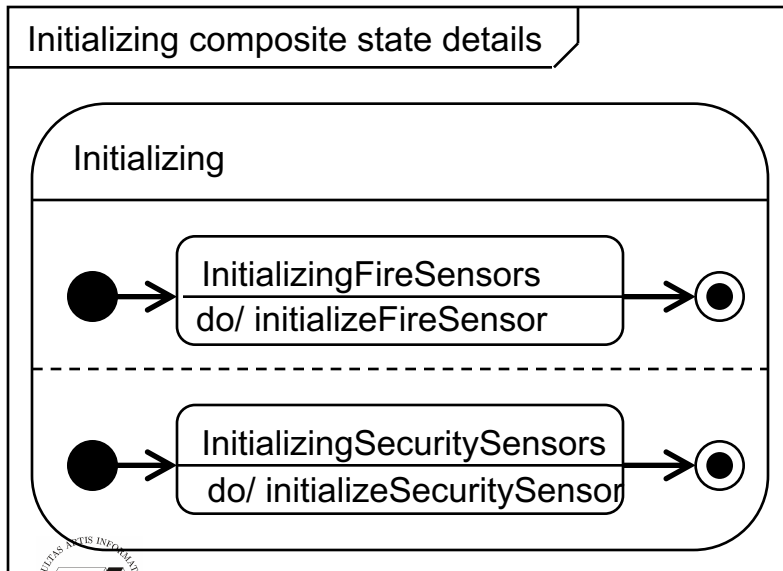 Initializing composite state details
Initializing
InitializingFireSensors
do/ initializeFireSensor
InitializingSecuritySensors
do/ initializeSecuritySensor